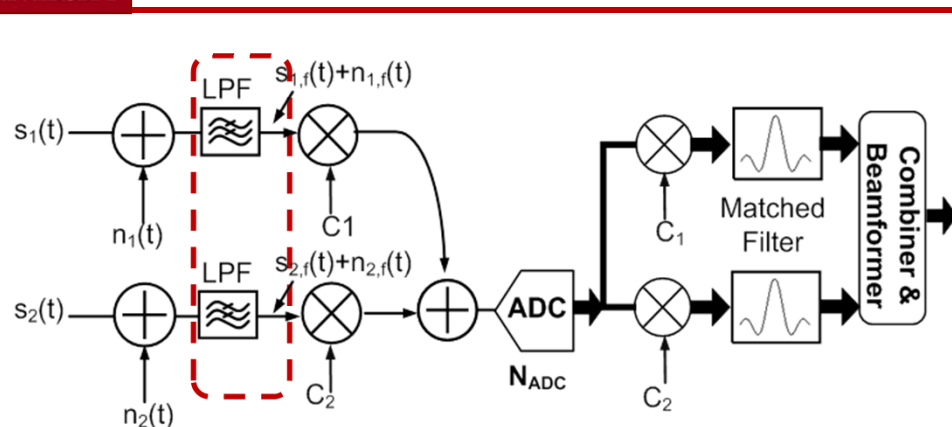 s1,f(t)+n1,f(t)
LPF
s1(t)
C1
n1(t)
s2,f(t)+n2,f(t)
LPF
s2(t)
C2
n2(t)
ADC
NADC
C1
Matched
Filter
C2
Combiner &
Beamformer